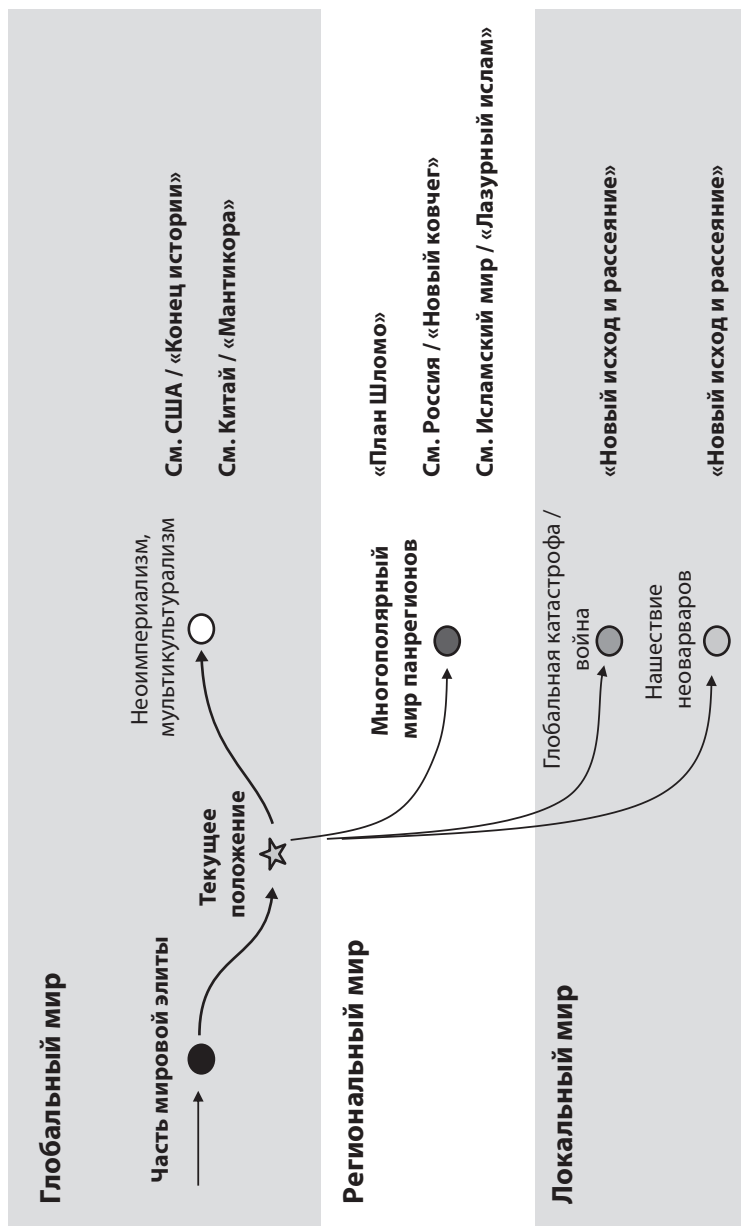 Глобальный мир
Часть мировой элиты
Текущее
положение
Неоимпериализм,
мультикультурализм
См. США / «Конец истории»
См. Китай / «Мантикора»
Региональный мир
Многополярный
мир панрегионов
«План Шломо»
См. Россия / «Новый ковчег»
См. Исламский мир / «Лазурный ислам»
Локальный мир
Глобальная катастрофа /
война
«Новый исход и рассеяние»
Нашествие
неоварваров
«Новый исход и рассеяние»